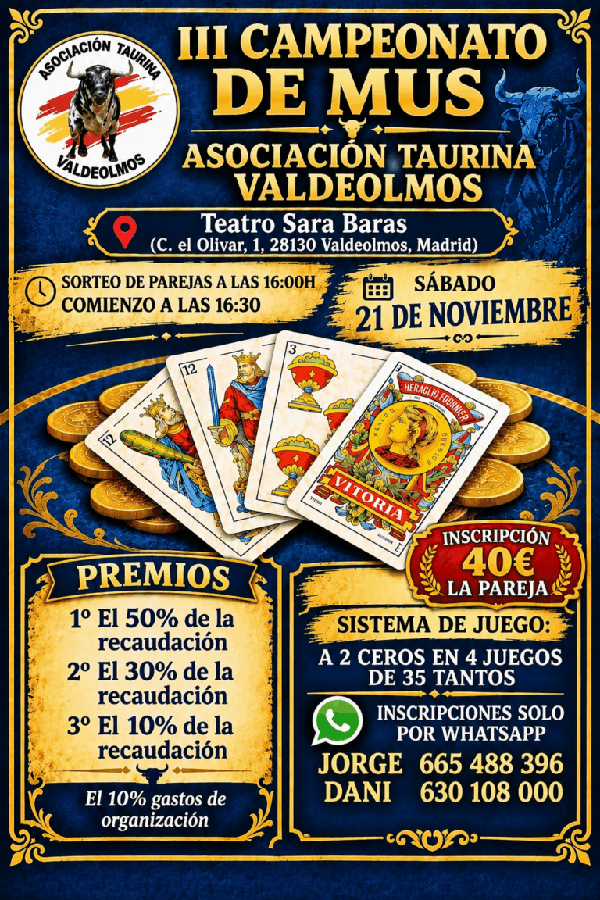 ASOCIACIÓN TAURINA
VALDEOLMOS
III CAMPEONATO
DE MUS
ASOCIACIÓN TAURINA
VALDEOLMOS
Teatro Sara Baras
(C. el Olivar, 1, 28130 Valdeolmos, Madrid)
SORTEO DE PAREJAS A LAS 16:00H
COMIENZO A LAS 16:30
SÁBADO
21 DE NOVIEMBRE
12
12
3
HERACLIO FOURNIER
VITORIA
INSCRIPCIÓN
40€
LA PAREJA
PREMIOS
1º El 50% de la
recaudación
2º El 30% de la
recaudación
3º El 10% de la
recaudación
El 10% gastos de
organización
SISTEMA DE JUEGO:
A 2 CEROS EN 4 JUEGOS
DE 35 TANTOS
INSCRIPCIONES SOLO
POR WHATSAPP
JORGE 665 488 396
DANI 630 108 000